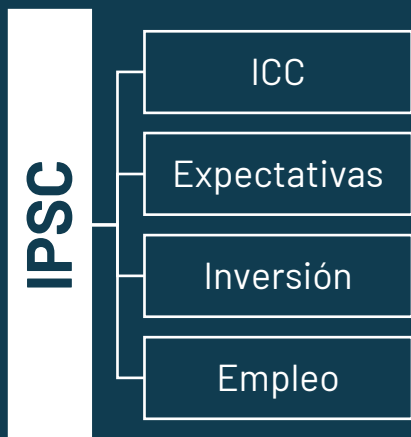 IPSC
ICC
Expectativas
Inversión
Empleo